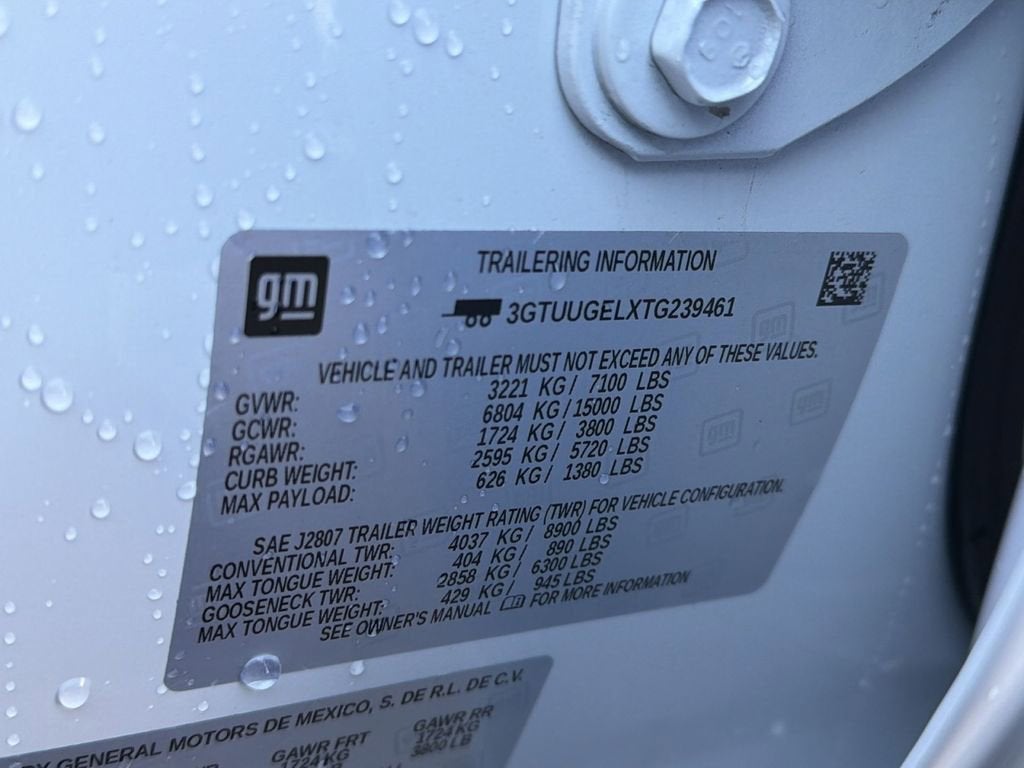 gm
TRAILERING INFORMATION
3GTUUGELXTG239461
VEHICLE AND TRAILER MUST NOT EXCEED ANY OF THESE VALUES.
GVWR: 3221 KG/ 7100 LBS
GCWR: 6804 KG/15000 LBS
RGAWR: 1724 KG/ 3800 LBS
CURB WEIGHT: 2595 KG/ 5720 LBS
MAX PAYLOAD: 626 KG/ 1380 LBS
SAE J2807 TRAILER WEIGHT RATING (TWR) FOR VEHICLE CONFIGURATION.
CONVENTIONAL TWR: 4037 KG/ 8900 LBS
MAX TONGUE WEIGHT: 404 KG/ 890 LBS
GOOSENECK TWR: 2858 KG/ 6300 LBS
MAX TONGUE WEIGHT: 429 KG/ 945 LBS
SEE OWNER'S MANUAL FOR MORE INFORMATION
BY GENERAL MOTORS DE MEXICO, S. DE R.L. DE C.V.
GAWR FRT GAWR RR
1724 KG 1724 KG
3800 LB